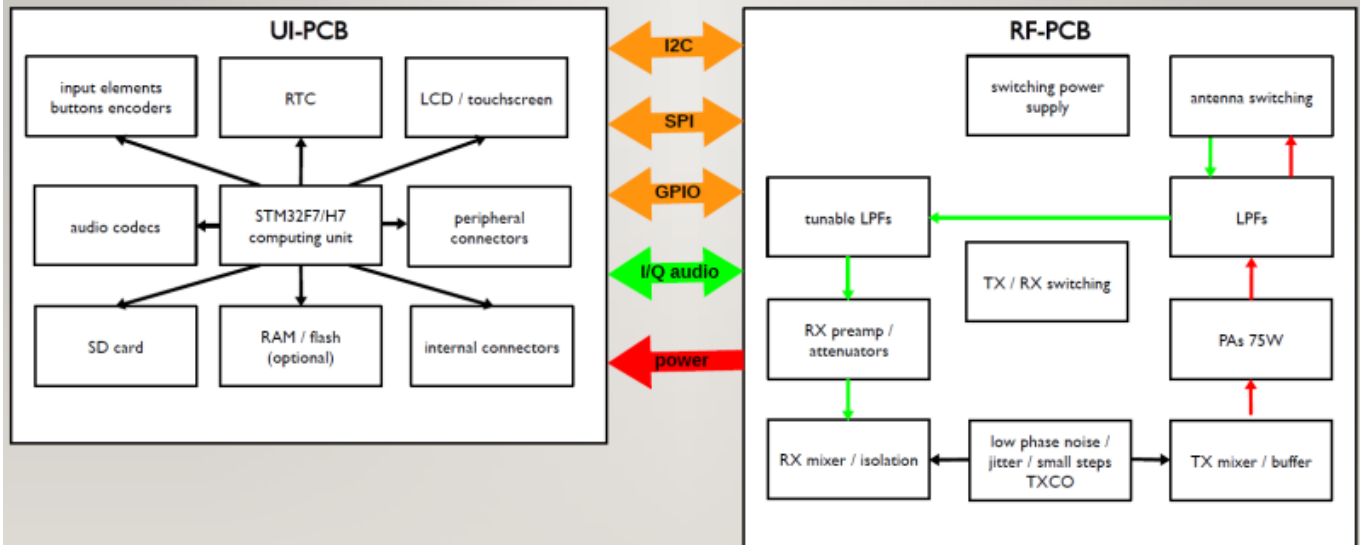 UI-PCB
input elements
buttons encoders
RTC
LCD / touchscreen
audio codecs
STM32F7/H7
computing unit
peripheral
connectors
SD card
RAM / flash
(optional)
internal connectors
I2C
SPI
GPIO
I/Q audio
power
RF-PCB
switching power
supply
antenna switching
tunable LPFs
LPFs
TX / RX switching
RX preamp /
attenuators
PAs 75W
RX mixer / isolation
low phase noise /
jitter / small steps
TXCO
TX mixer / buffer